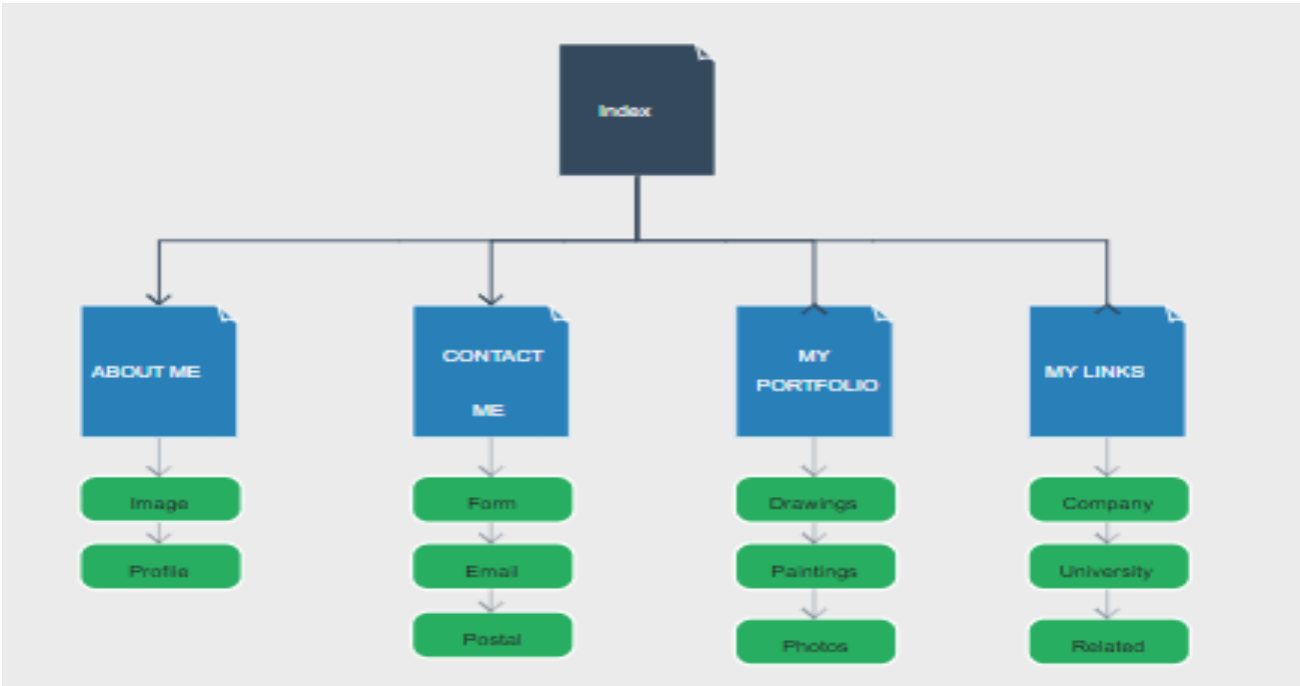 Index
ABOUT ME
CONTACT
ME
MY
PORTFOLIO
MY LINKS
Image
Form
Drawings
Company
Profile
Email
Paintings
University
Postal
Photos
Related